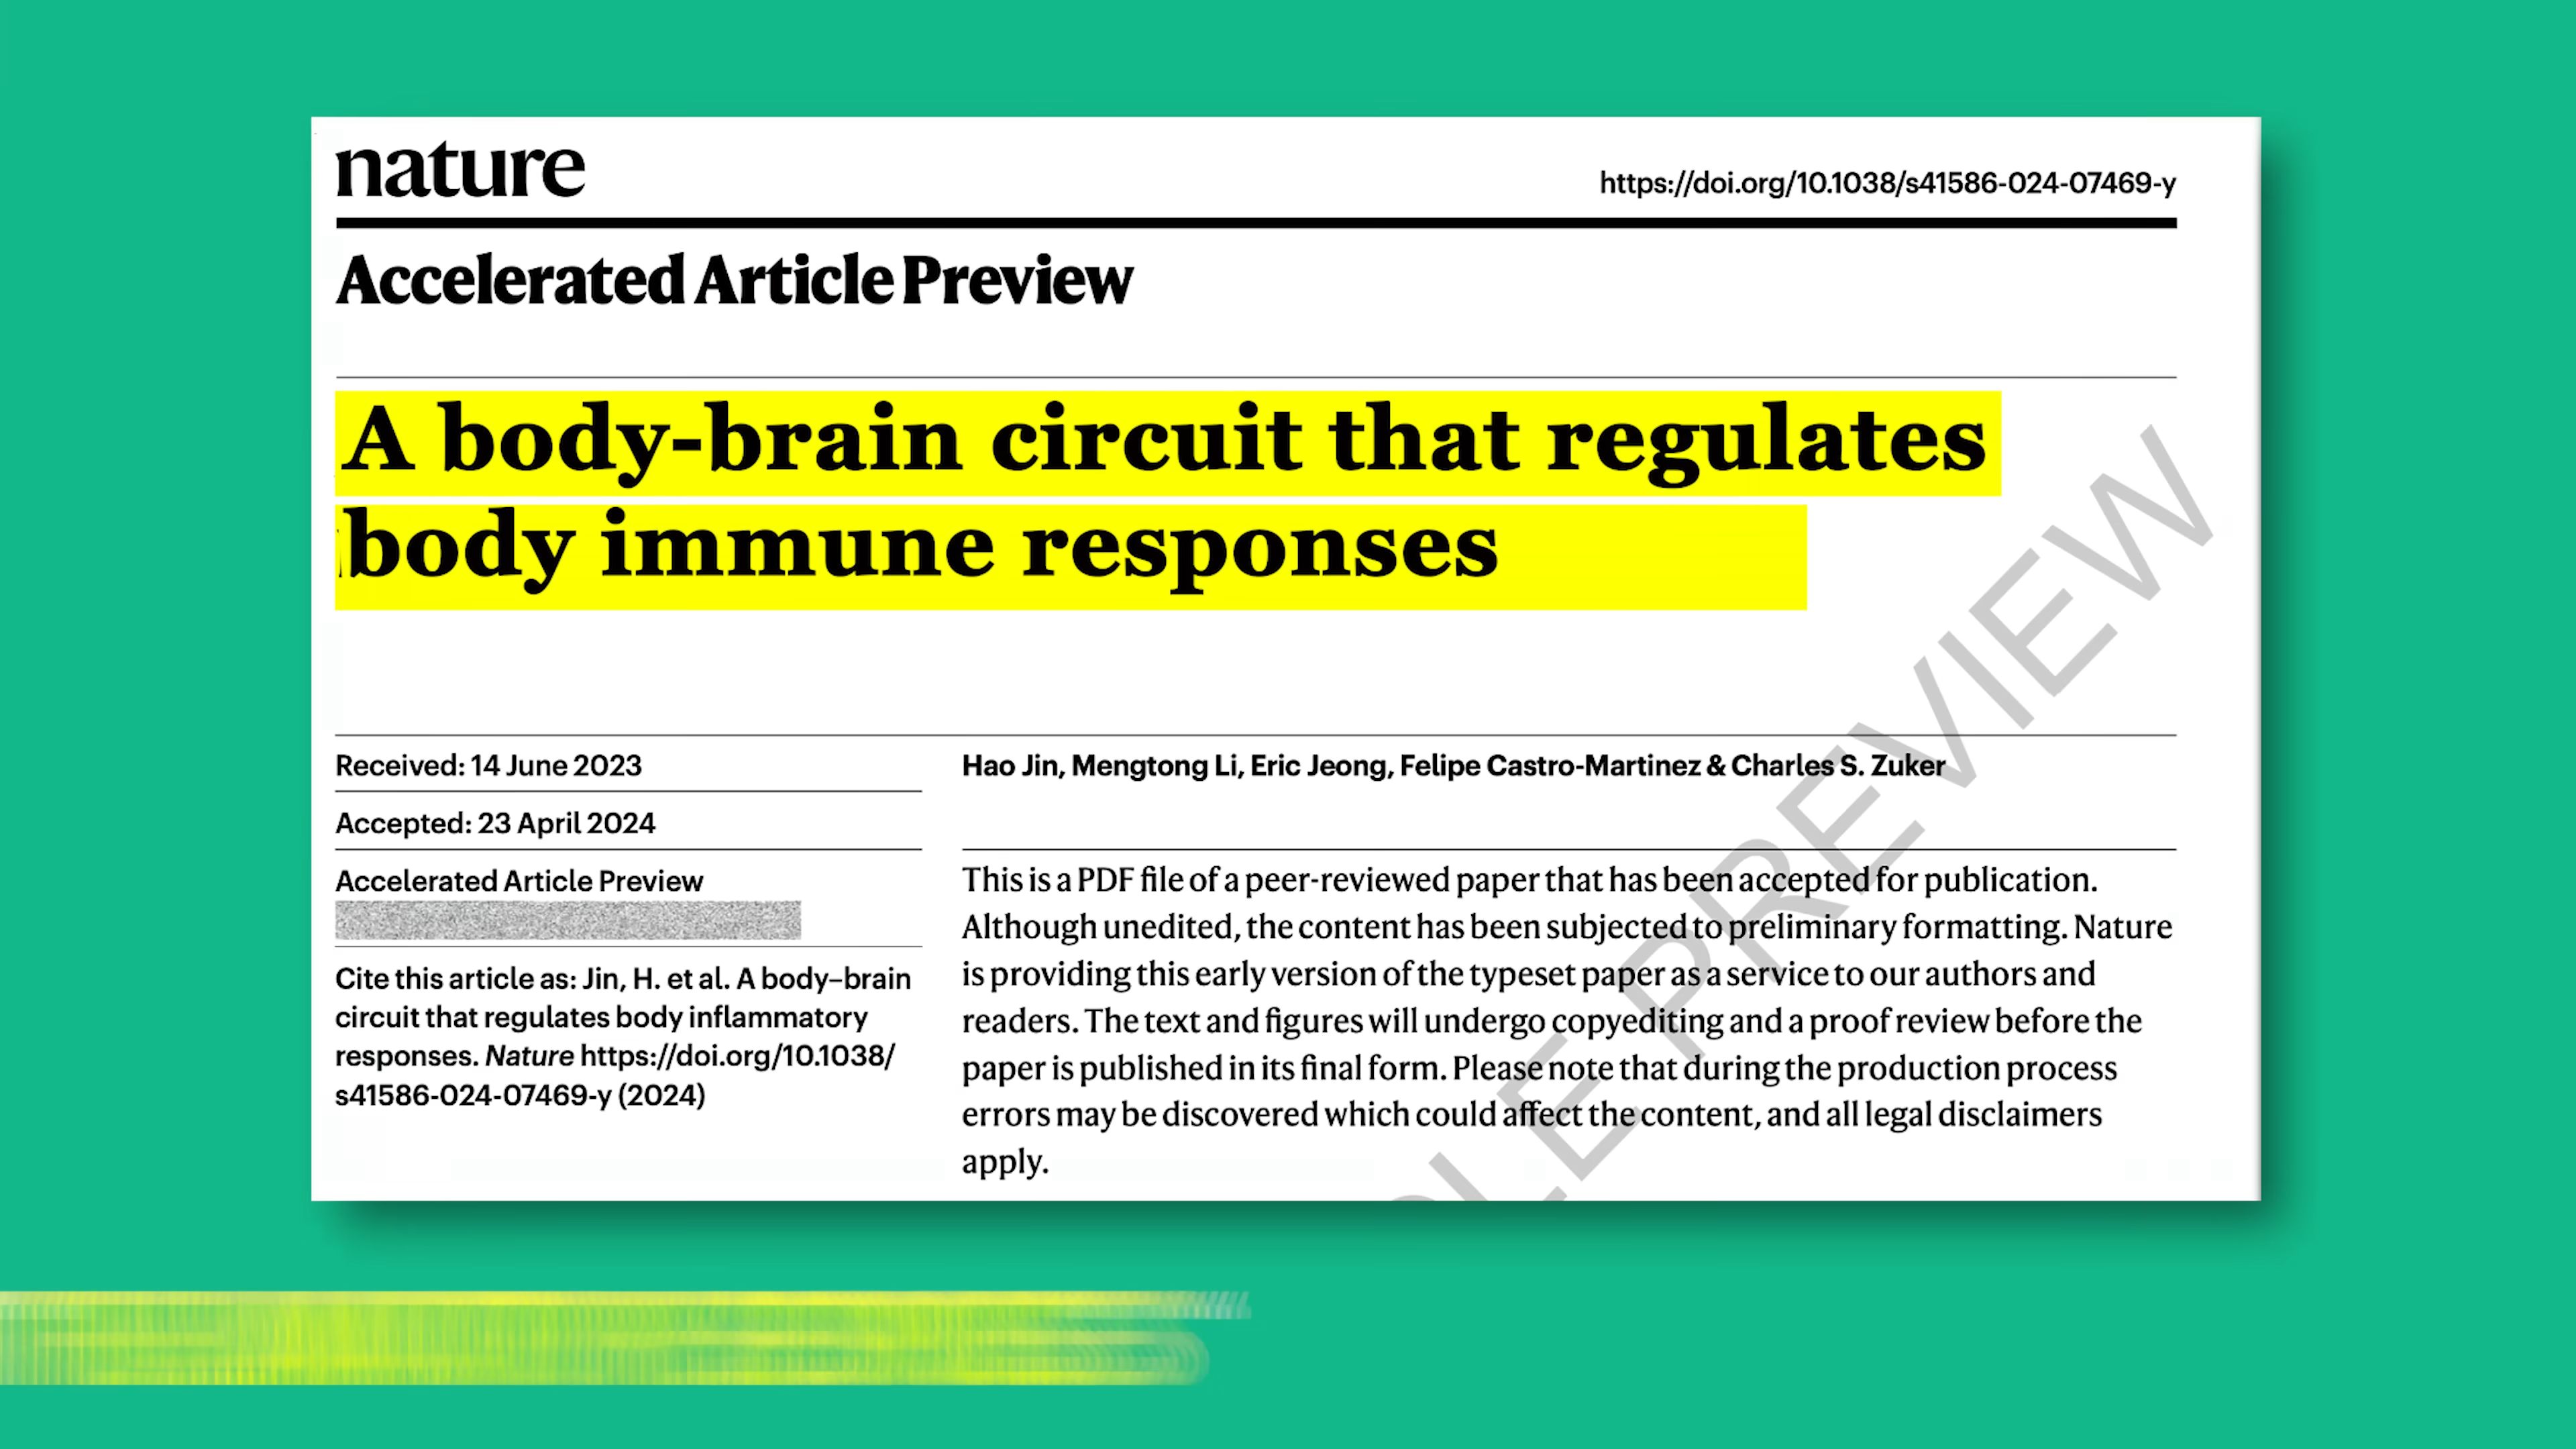 nature
https://doi.org/10.1038/s41586-024-07469-y
Accelerated Article Preview
A body-brain circuit that regulates
body immune responses
Received: 14 June 2023
Accepted: 23 April 2024
Accelerated Article Preview
Cite this article as: Jin, H. et al. A body–brain
circuit that regulates body inflammatory
responses. Nature https://doi.org/10.1038/
s41586-024-07469-y (2024)
Hao Jin, Mengtong Li, Eric Jeong, Felipe Castro-Martinez & Charles S. Zuker
This is a PDF file of a peer-reviewed paper that has been accepted for publication.
Although unedited, the content has been subjected to preliminary formatting. Nature
is providing this early version of the typeset paper as a service to our authors and
readers. The text and figures will undergo copyediting and a proof review before the
paper is published in its final form. Please note that during the production process
errors may be discovered which could affect the content, and all legal disclaimers
apply.
PREVIEW